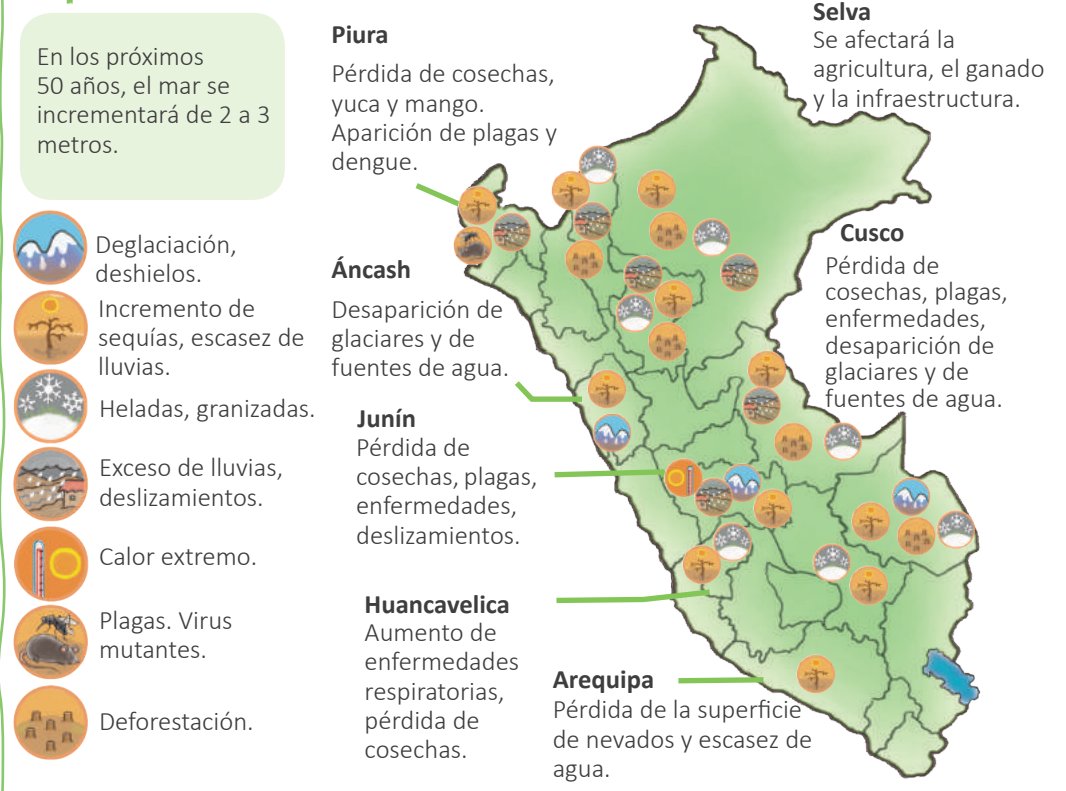 En los próximos
50 años, el mar se
incrementará de 2 a 3
metros.
Deglaciación,
deshielos.
Incremento de
sequías, escasez de
lluvias.
Heladas, granizadas.
Exceso de lluvias,
deslizamientos.
Calor extremo.
Plagas. Virus
mutantes.
Deforestación.
Piura
Pérdida de cosechas,
yuca y mango.
Aparición de plagas y
dengue.
Áncash
Desaparición de
glaciares y de
fuentes de agua.
Junín
Pérdida de
cosechas, plagas,
enfermedades,
deslizamientos.
Huancavelica
Aumento de
enfermedades
respiratorias,
pérdida de
cosechas.
Arequipa
Pérdida de la superficie
de nevados y escasez de
agua.
Selva
Se afectará la
agricultura, el ganado
y la infraestructura.
Cusco
Pérdida de
cosechas, plagas,
enfermedades,
desaparición de
glaciares y de
fuentes de agua.